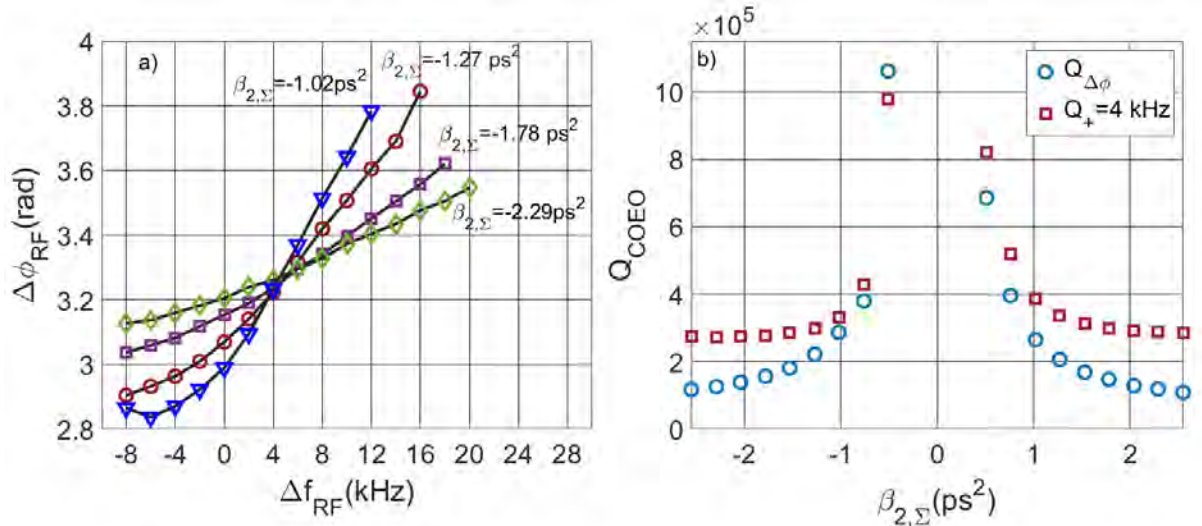 a)
β2,Σ=-1.02ps²
β2,Σ=-1.27 ps²
β2,Σ=-1.78 ps²
β2,Σ=-2.29ps²
4
3.8
3.6
3.4
3.2
3
2.8
ΔϕRF(rad)
-8 -4 0 4 8 12 16 20 24 28
ΔfRF(kHz)
×10⁵
b)
QΔϕ
Q+=4 kHz
10
8
6
4
2
0
QCOEO
-2 -1 0 1 2
β2,Σ(ps²)